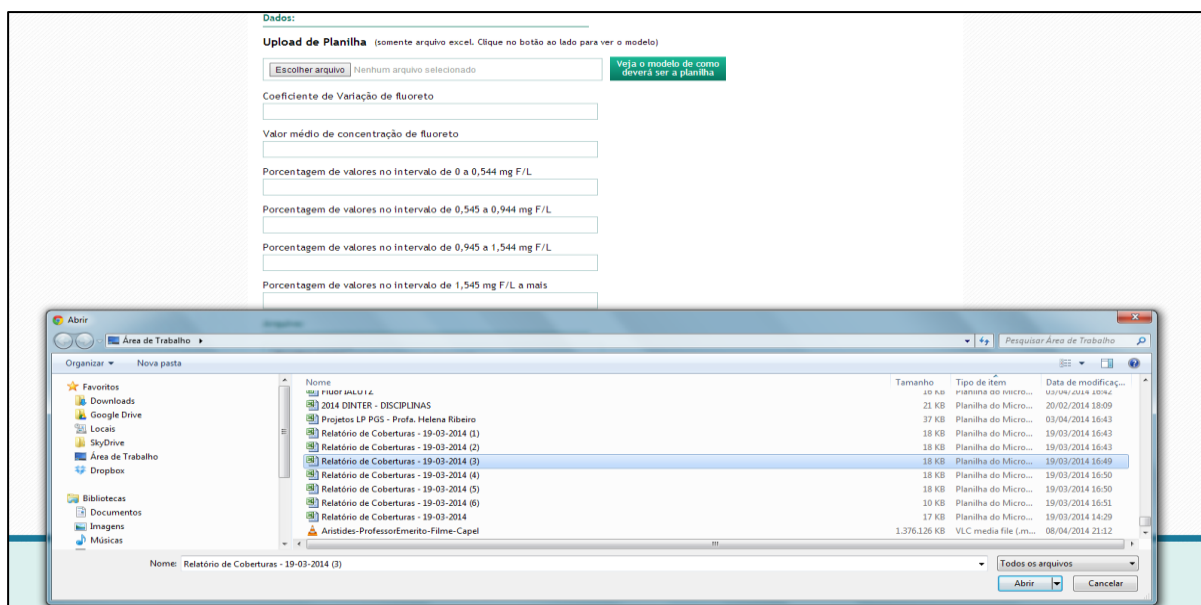 Dados:
Upload de Planilha (somente arquivo excel. Clique no botão ao lado para ver o modelo)
Escolher arquivo Nenhum arquivo selecionado
Veja o modelo de como
deverá ser a planilha
Coeficiente de Variação de fluoreto
Valor médio de concentração de fluoreto
Porcentagem de valores no intervalo de 0 a 0,544 mg F/L
Porcentagem de valores no intervalo de 0,545 a 0,944 mg F/L
Porcentagem de valores no intervalo de 0,945 a 1,544 mg F/L
Porcentagem de valores no intervalo de 1,545 mg F/L a mais
Abrir
Área de Trabalho
Pesquisar Área de Trabalho
Organizar
Nova pasta
Favoritos
Downloads
Google Drive
Locais
SkyDrive
Área de Trabalho
Dropbox
Bibliotecas
Documentos
Imagens
Músicas
Nome Tamanho Tipo de item Data de modificaç...
16 KB Planilha do Micro... 03/04/2014 16:42
2014 DINTER - DISCIPLINAS 21 KB Planilha do Micro... 20/02/2014 18:09
Projetos LP PGS - Profa. Helena Ribeiro 37 KB Planilha do Micro... 03/04/2014 16:43
Relatório de Coberturas - 19-03-2014 (1) 18 KB Planilha do Micro... 19/03/2014 16:43
Relatório de Coberturas - 19-03-2014 (2) 18 KB Planilha do Micro... 19/03/2014 16:43
Relatório de Coberturas - 19-03-2014 (3) 18 KB Planilha do Micro... 19/03/2014 16:49
Relatório de Coberturas - 19-03-2014 (4) 18 KB Planilha do Micro... 19/03/2014 16:50
Relatório de Coberturas - 19-03-2014 (5) 18 KB Planilha do Micro... 19/03/2014 16:50
Relatório de Coberturas - 19-03-2014 (6) 10 KB Planilha do Micro... 19/03/2014 16:51
Relatório de Coberturas - 19-03-2014 17 KB Planilha do Micro... 19/03/2014 14:29
Aristides-ProfessorEmerito-Filme-Capel 1.376.126 KB VLC media file (.m... 08/04/2014 21:12
Nome: Relatório de Coberturas - 19-03-2014 (3)
Todos os arquivos
Abrir
Cancelar